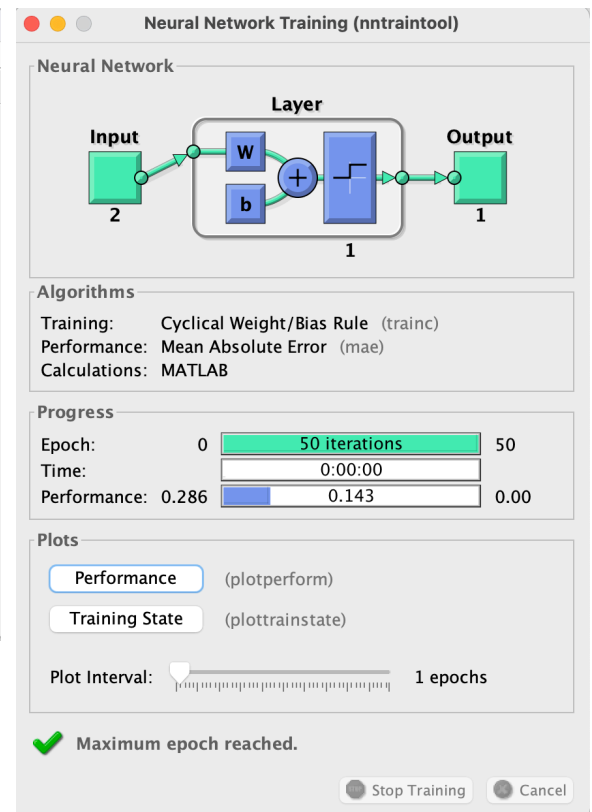 Neural Network Training (nntraintool)
Neural Network
Layer
Input
Output
W
b
+
2
1
1
Algorithms
Training: Cyclical Weight/Bias Rule (trainc)
Performance: Mean Absolute Error (mae)
Calculations: MATLAB
Progress
Epoch: 0 50 iterations 50
Time: 0:00:00
Performance: 0.286 0.143 0.00
Plots
Performance (plotperform)
Training State (plottrainstate)
Plot Interval: 1 epochs
Maximum epoch reached.
Stop Training Cancel